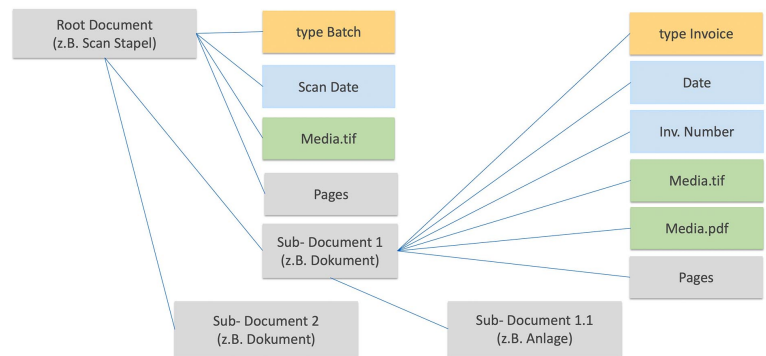 Root Document
(z.B. Scan Stapel)
type Batch
Scan Date
Media.tif
Pages
Sub- Document 1
(z.B. Dokument)
Sub- Document 2
(z.B. Dokument)
Sub- Document 1.1
(z.B. Anlage)
type Invoice
Date
Inv. Number
Media.tif
Media.pdf
Pages